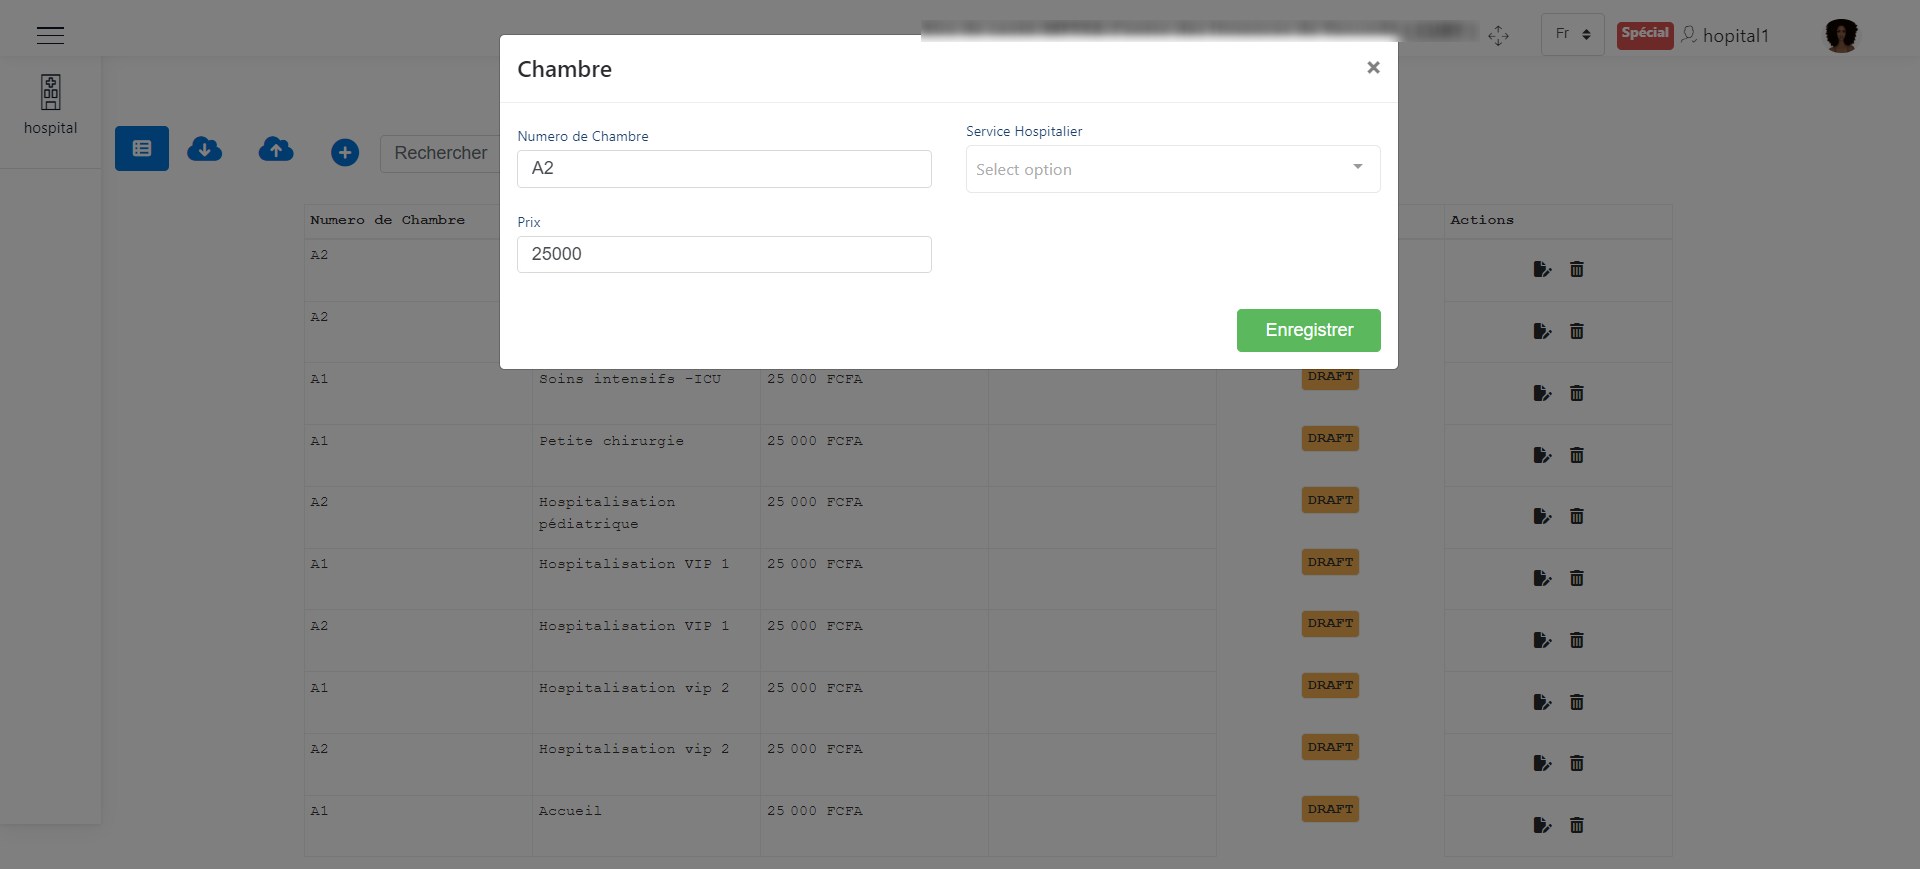 Fr
Spécial
hopital1
hospital
Rechercher
Chambre
×
Numero de Chambre
A2
Service Hospitalier
Select option
Prix
25000
Enregistrer
Numero de Chambre Actions
A2
A2
A1 Soins intensifs -ICU 25 000 FCFA DRAFT
A1 Petite chirurgie 25 000 FCFA DRAFT
A2 Hospitalisation 25 000 FCFA DRAFT
pédiatrique
A1 Hospitalisation VIP 1 25 000 FCFA DRAFT
A2 Hospitalisation VIP 1 25 000 FCFA DRAFT
A1 Hospitalisation vip 2 25 000 FCFA DRAFT
A2 Hospitalisation vip 2 25 000 FCFA DRAFT
A1 Accueil 25 000 FCFA DRAFT